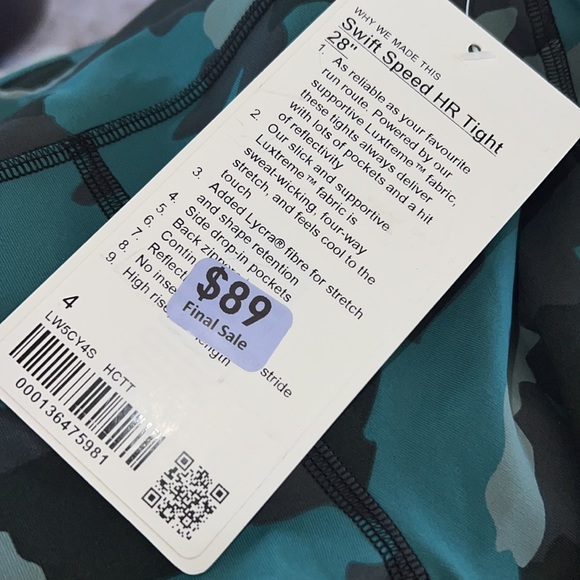 WHY WE MADE THIS
Swift Speed HR Tight
28"
1. As reliable as your favourite
run route. Powered by our
supportive Luxtreme™ fabric,
these tights always deliver
with lots of pockets and a hit
of reflectivity
2. Our slick and supportive
Luxtreme™ fabric is
sweat-wicking, four-way
stretch, and feels cool to the
touch
3. Added Lycra® fibre for stretch
and shape retention
4. Side drop-in pockets
5. Back
6. Contin
7. Reflect
8. No inse
9. High rise length
stride
$89
Final Sale
4
LW5CY4S HCTT
000136475981